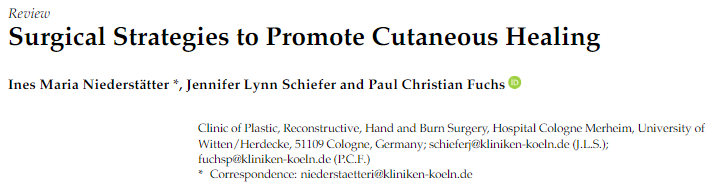 Review
Surgical Strategies to Promote Cutaneous Healing
Ines Maria Niederstätter *, Jennifer Lynn Schiefer and Paul Christian Fuchs iD
Clinic of Plastic, Reconstructive, Hand and Burn Surgery, Hospital Cologne Merheim, University of
Witten/Herdecke, 51109 Cologne, Germany; schieferj@kliniken-koeln.de (J.L.S.);
fuchsp@kliniken-koeln.de (P.C.F.)
* Correspondence: niederstaetteri@kliniken-koeln.de